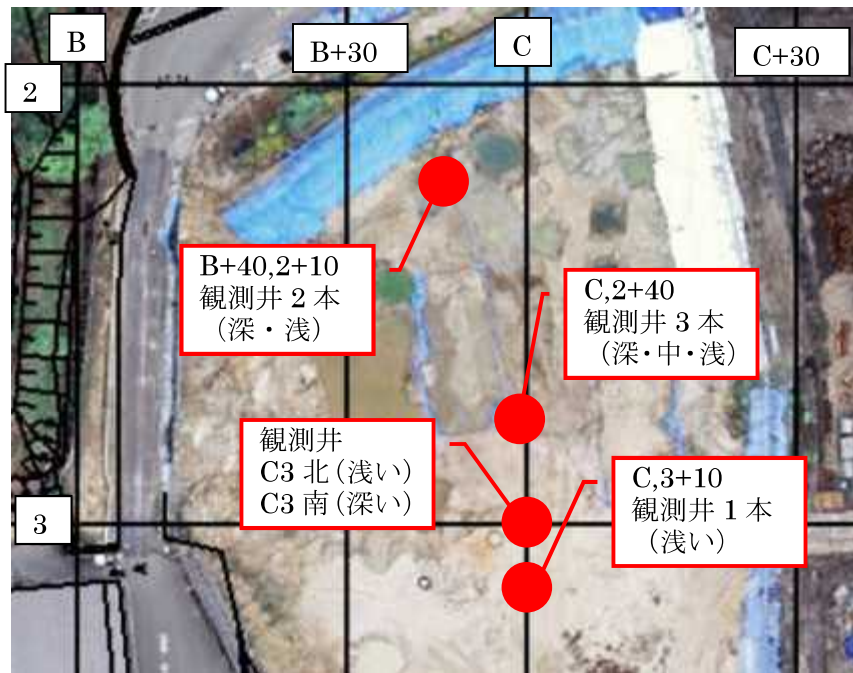 B
B+30
C
C+30
2
B+40,2+10
観測井 2 本
（深・浅）
C,2+40
観測井 3 本
（深・中・浅）
観測井
C3 北（浅い）
C3 南（深い）
C,3+10
観測井 1 本
（浅い）
3